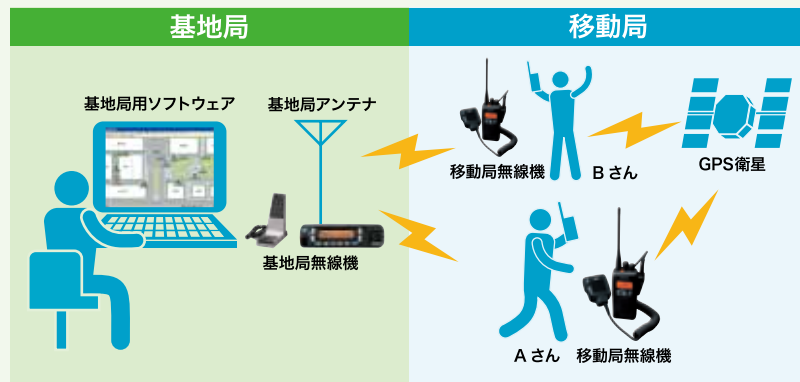 基地局
移動局
基地局用ソフトウェア
基地局アンテナ
移動局無線機
Bさん
GPS衛星
基地局無線機
Aさん
移動局無線機